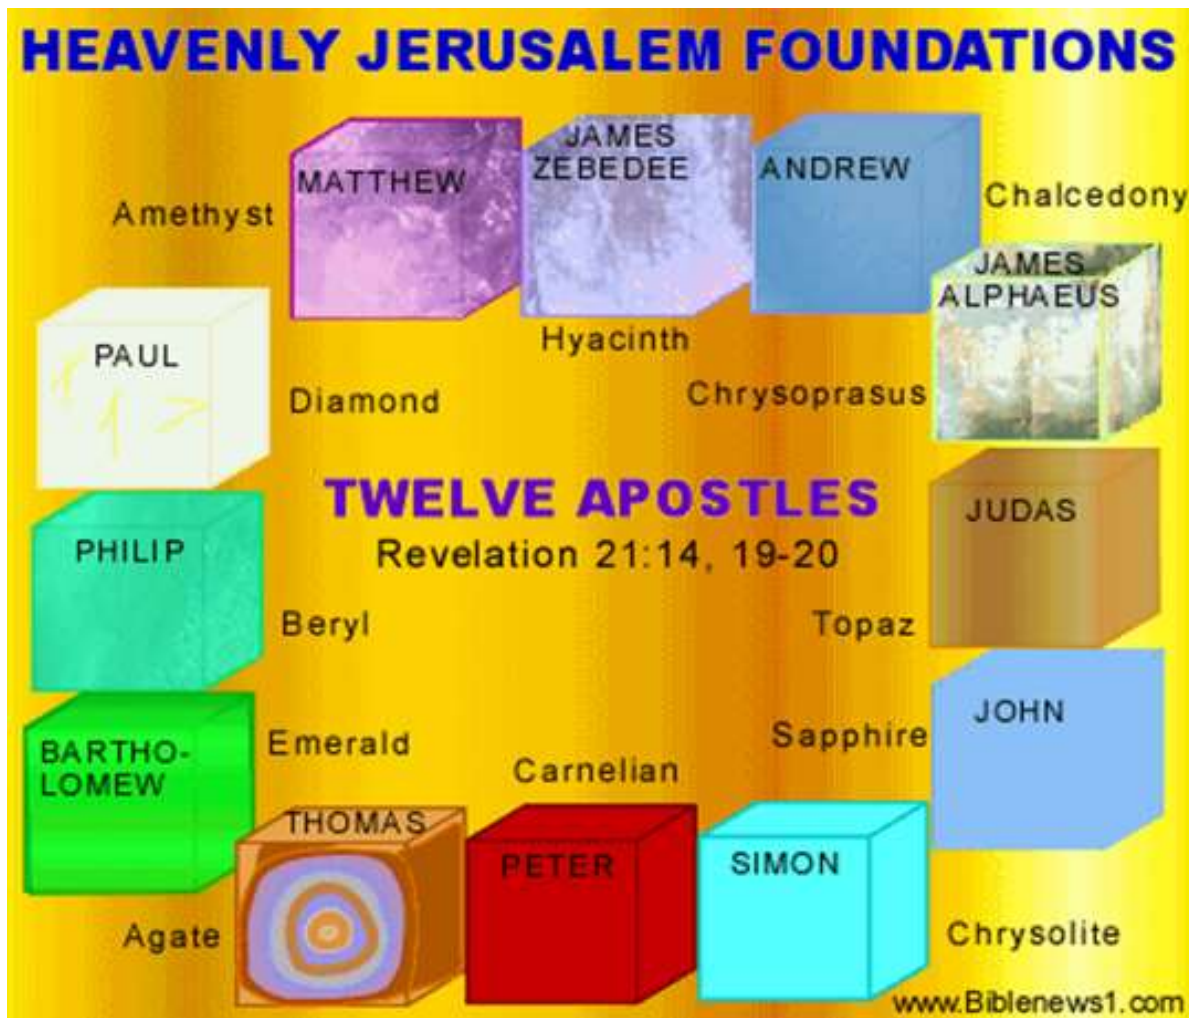 HEAVENLY JERUSALEM FOUNDATIONS
MATTHEW
JAMES
ZEBEDEE
ANDREW
Amethyst
Chalcedony
JAMES
ALPHAEUS
Hyacinth
PAUL
Diamond
Chrysoprasus
TWELVE APOSTLES
Revelation 21:14, 19-20
JUDAS
PHILIP
Beryl
Topaz
JOHN
Sapphire
BARTHO-
LOMEW
Emerald
Carnelian
THOMAS
PETER
SIMON
Agate
Chrysolite
www.Biblenews1.com